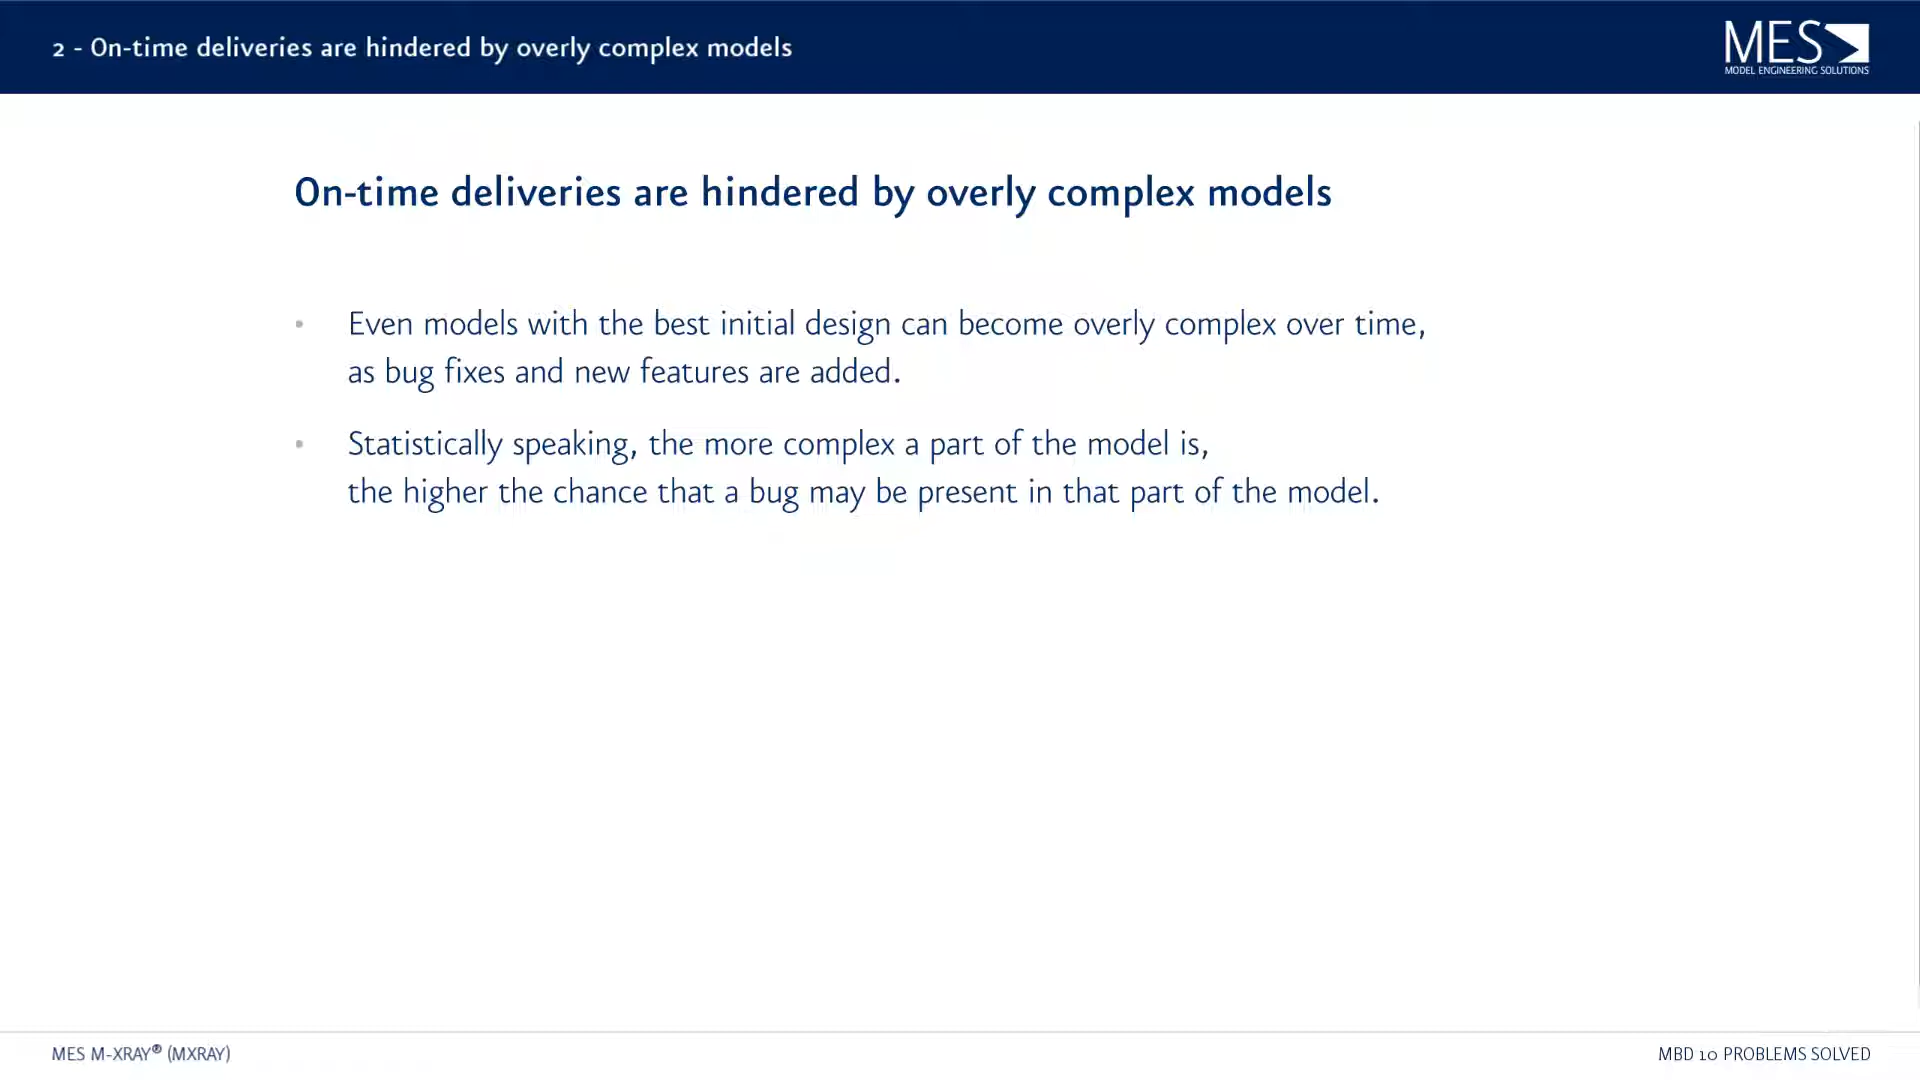 2 - On-time deliveries are hindered by overly complex models
MES
MODEL ENGINEERING SOLUTIONS
On-time deliveries are hindered by overly complex models
• Even models with the best initial design can become overly complex over time,
as bug fixes and new features are added.
• Statistically speaking, the more complex a part of the model is,
the higher the chance that a bug may be present in that part of the model.
MES M-XRAY® (MXRAY)
MBD 10 PROBLEMS SOLVED